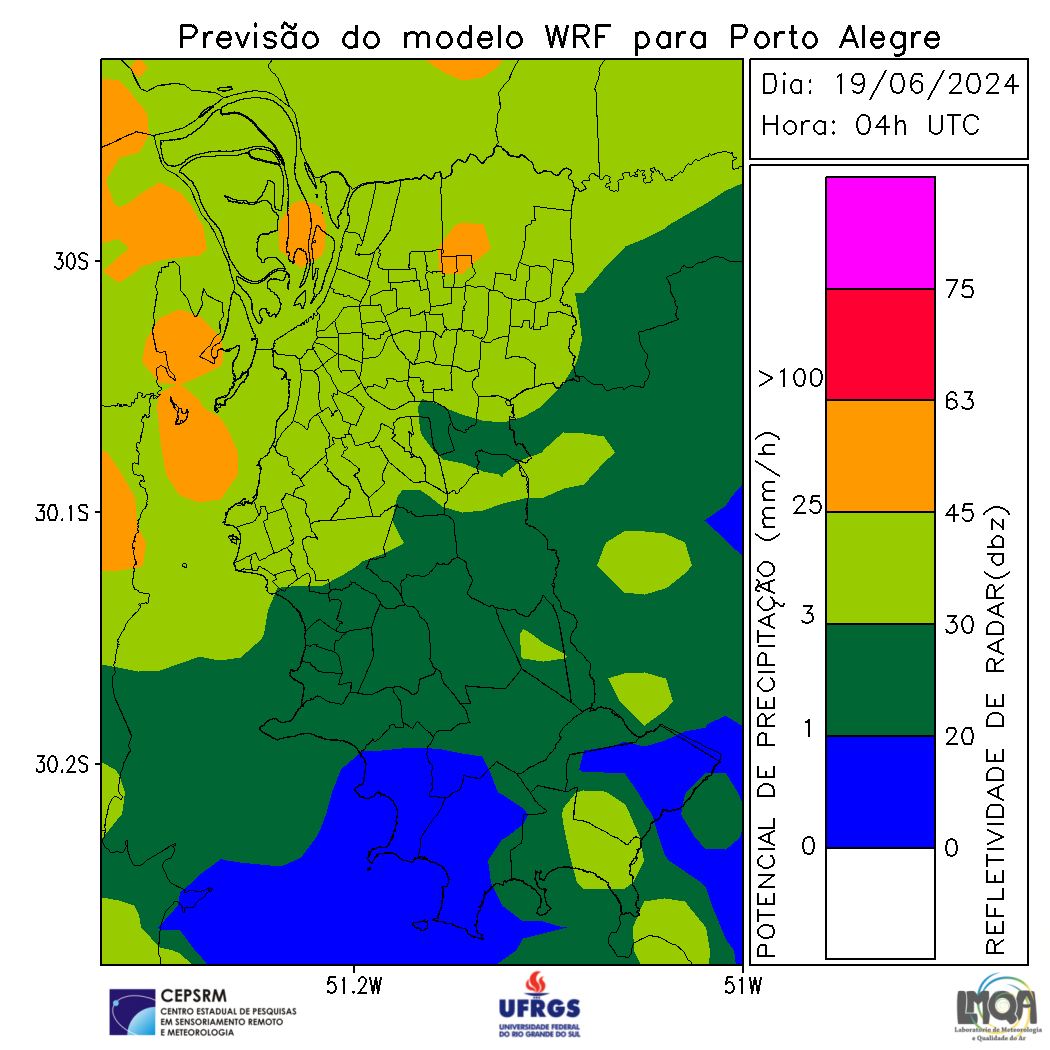 Previsão do modelo WRF para Porto Alegre
Dia: 19/06/2024
Hora: 04h UTC
30S
30.1S
30.2S
51.2W
51W
POTENCIAL DE PRECIPITAÇÃO (mm/h)
>100
25
3
1
0
75
63
45
30
20
0
REFLETIVIDADE DE RADAR(dbz)
CEPSRM
CENTRO ESTADUAL DE PESQUISAS
EM SENSORIAMENTO REMOTO
E METEOROLOGIA
UFRGS
UNIVERSIDADE FEDERAL
DO RIO GRANDE DO SUL
LMQA
Laboratório de Meteorologia
e Qualidade do Ar